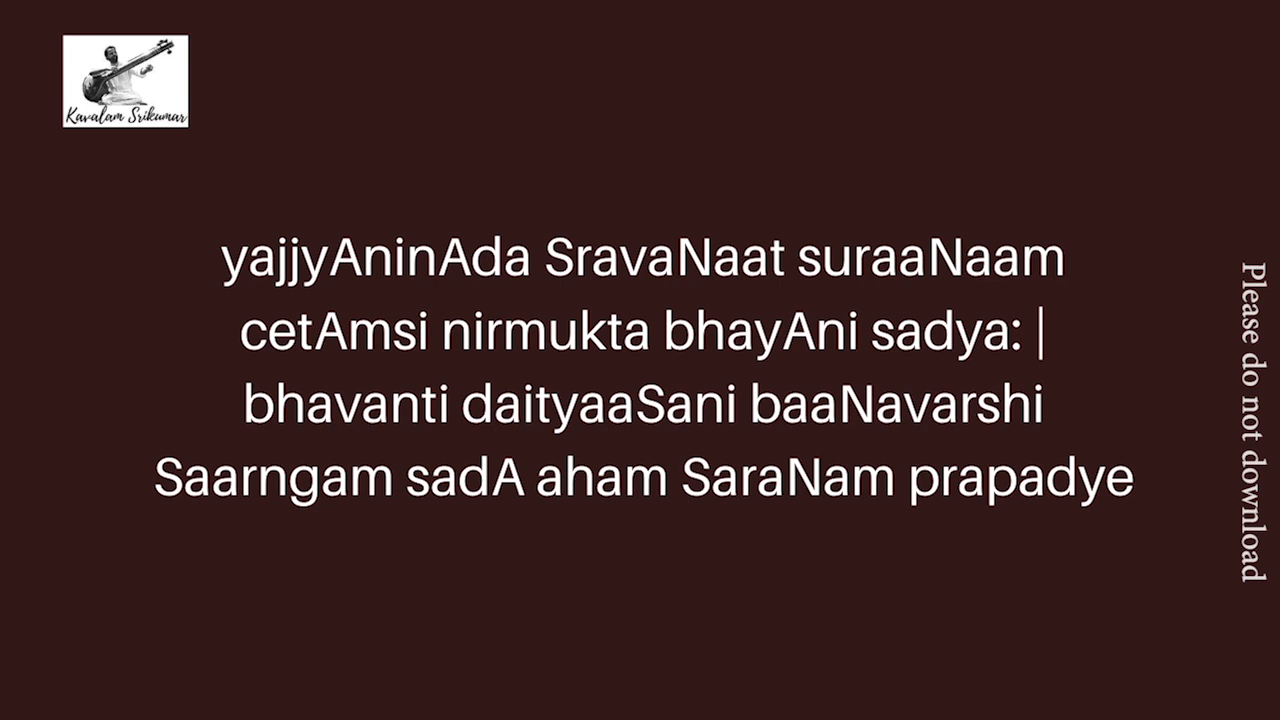 Kavalam Srikumar
yajjyAninAda SravaNaat suraaNaam
cetAmsi nirmukta bhayAni sadya: |
bhavanti daityaaSani baaNavarshi
Saarngam sadA aham SaraNam prapadye
Please do not download